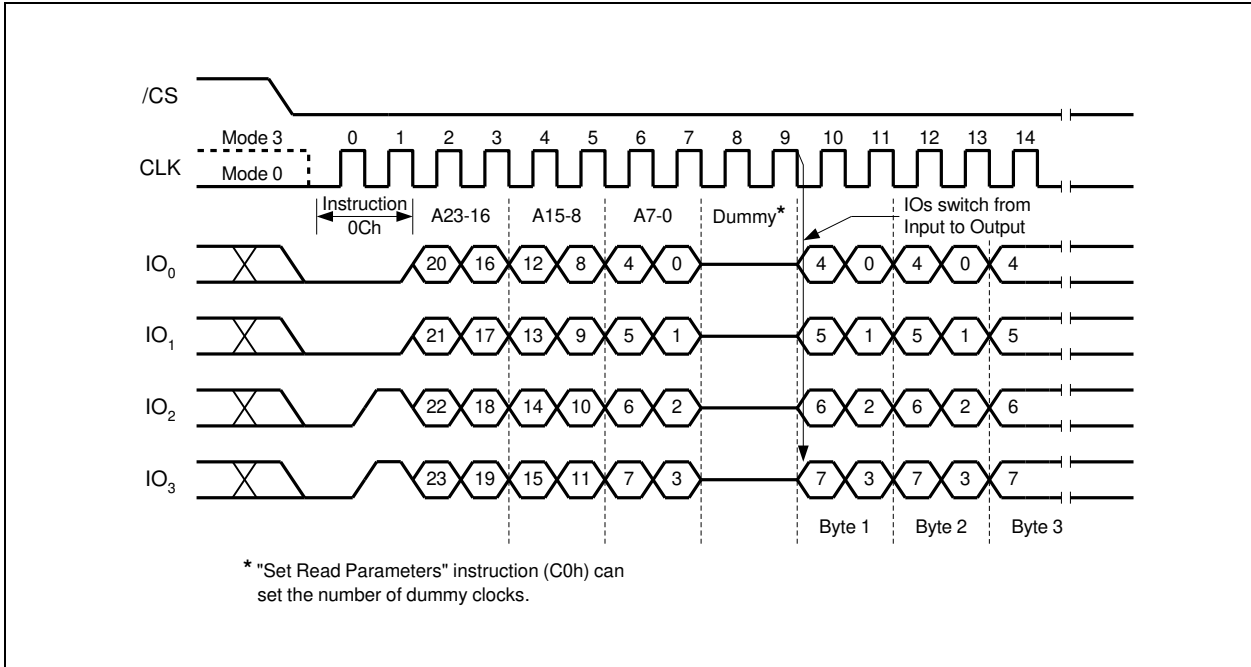 /CS
Mode 3 0 1 2 3 4 5 6 7 8 9 10 11 12 13 14
CLK
Mode 0
Instruction
0Ch
A23-16 A15-8 A7-0 Dummy*
IOs switch from
Input to Output
IO0 20 16 12 8 4 0 4 0 4 0 4
IO1 21 17 13 9 5 1 5 1 5 1 5
IO2 22 18 14 10 6 2 6 2 6 2 6
IO3 23 19 15 11 7 3 7 3 7 3 7
Byte 1 Byte 2 Byte 3
* "Set Read Parameters" instruction (C0h) can
set the number of dummy clocks.